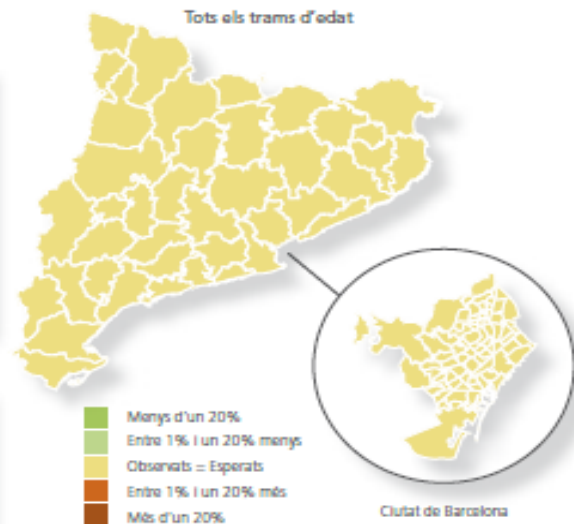 Tots els trams d'edat
Menys d'un 20%
Entre 1% i un 20% menys
Observats = Esperats
Entre 1% i un 20% més
Més d'un 20%
Ciutat de Barcelona